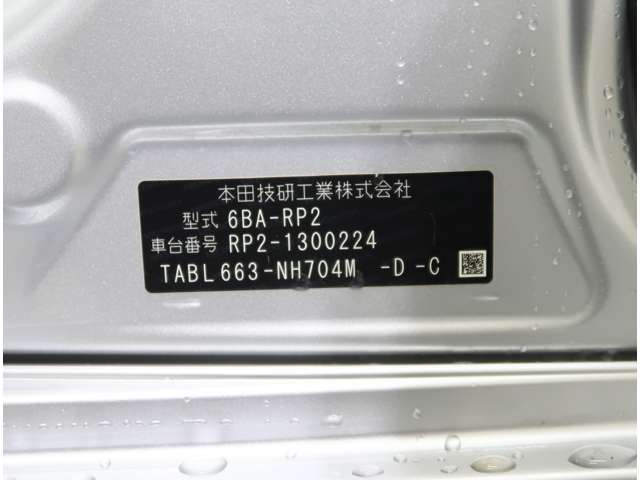 本田技研工業株式会社
型式 6BA-RP2
車台番号 RP2-1300224
TABL663-NH704M -D -C